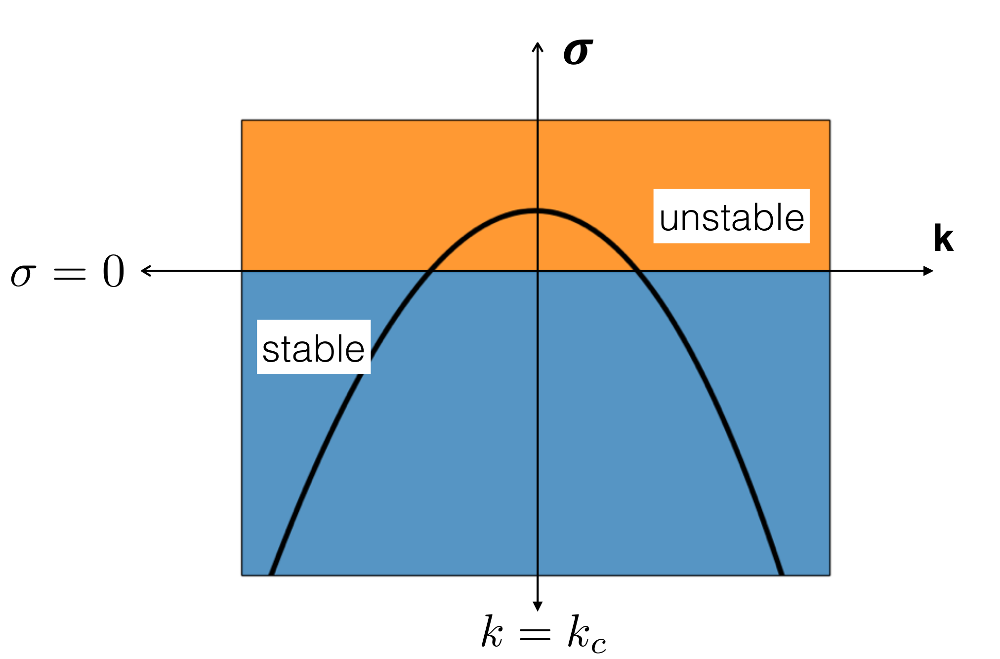 σ
unstable
k
σ = 0
stable
k = k_c